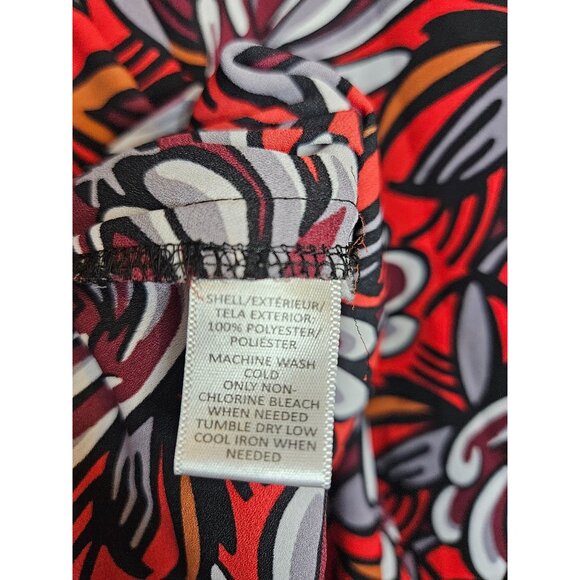 SHELL/EXTÉRIEUR/
TELA EXTERIOR:
100% POLYESTER/
POLIÉSTER
MACHINE WASH
COLD
ONLY NON-
CHLORINE BLEACH
WHEN NEEDED
TUMBLE DRY LOW
COOL IRON WHEN
NEEDED